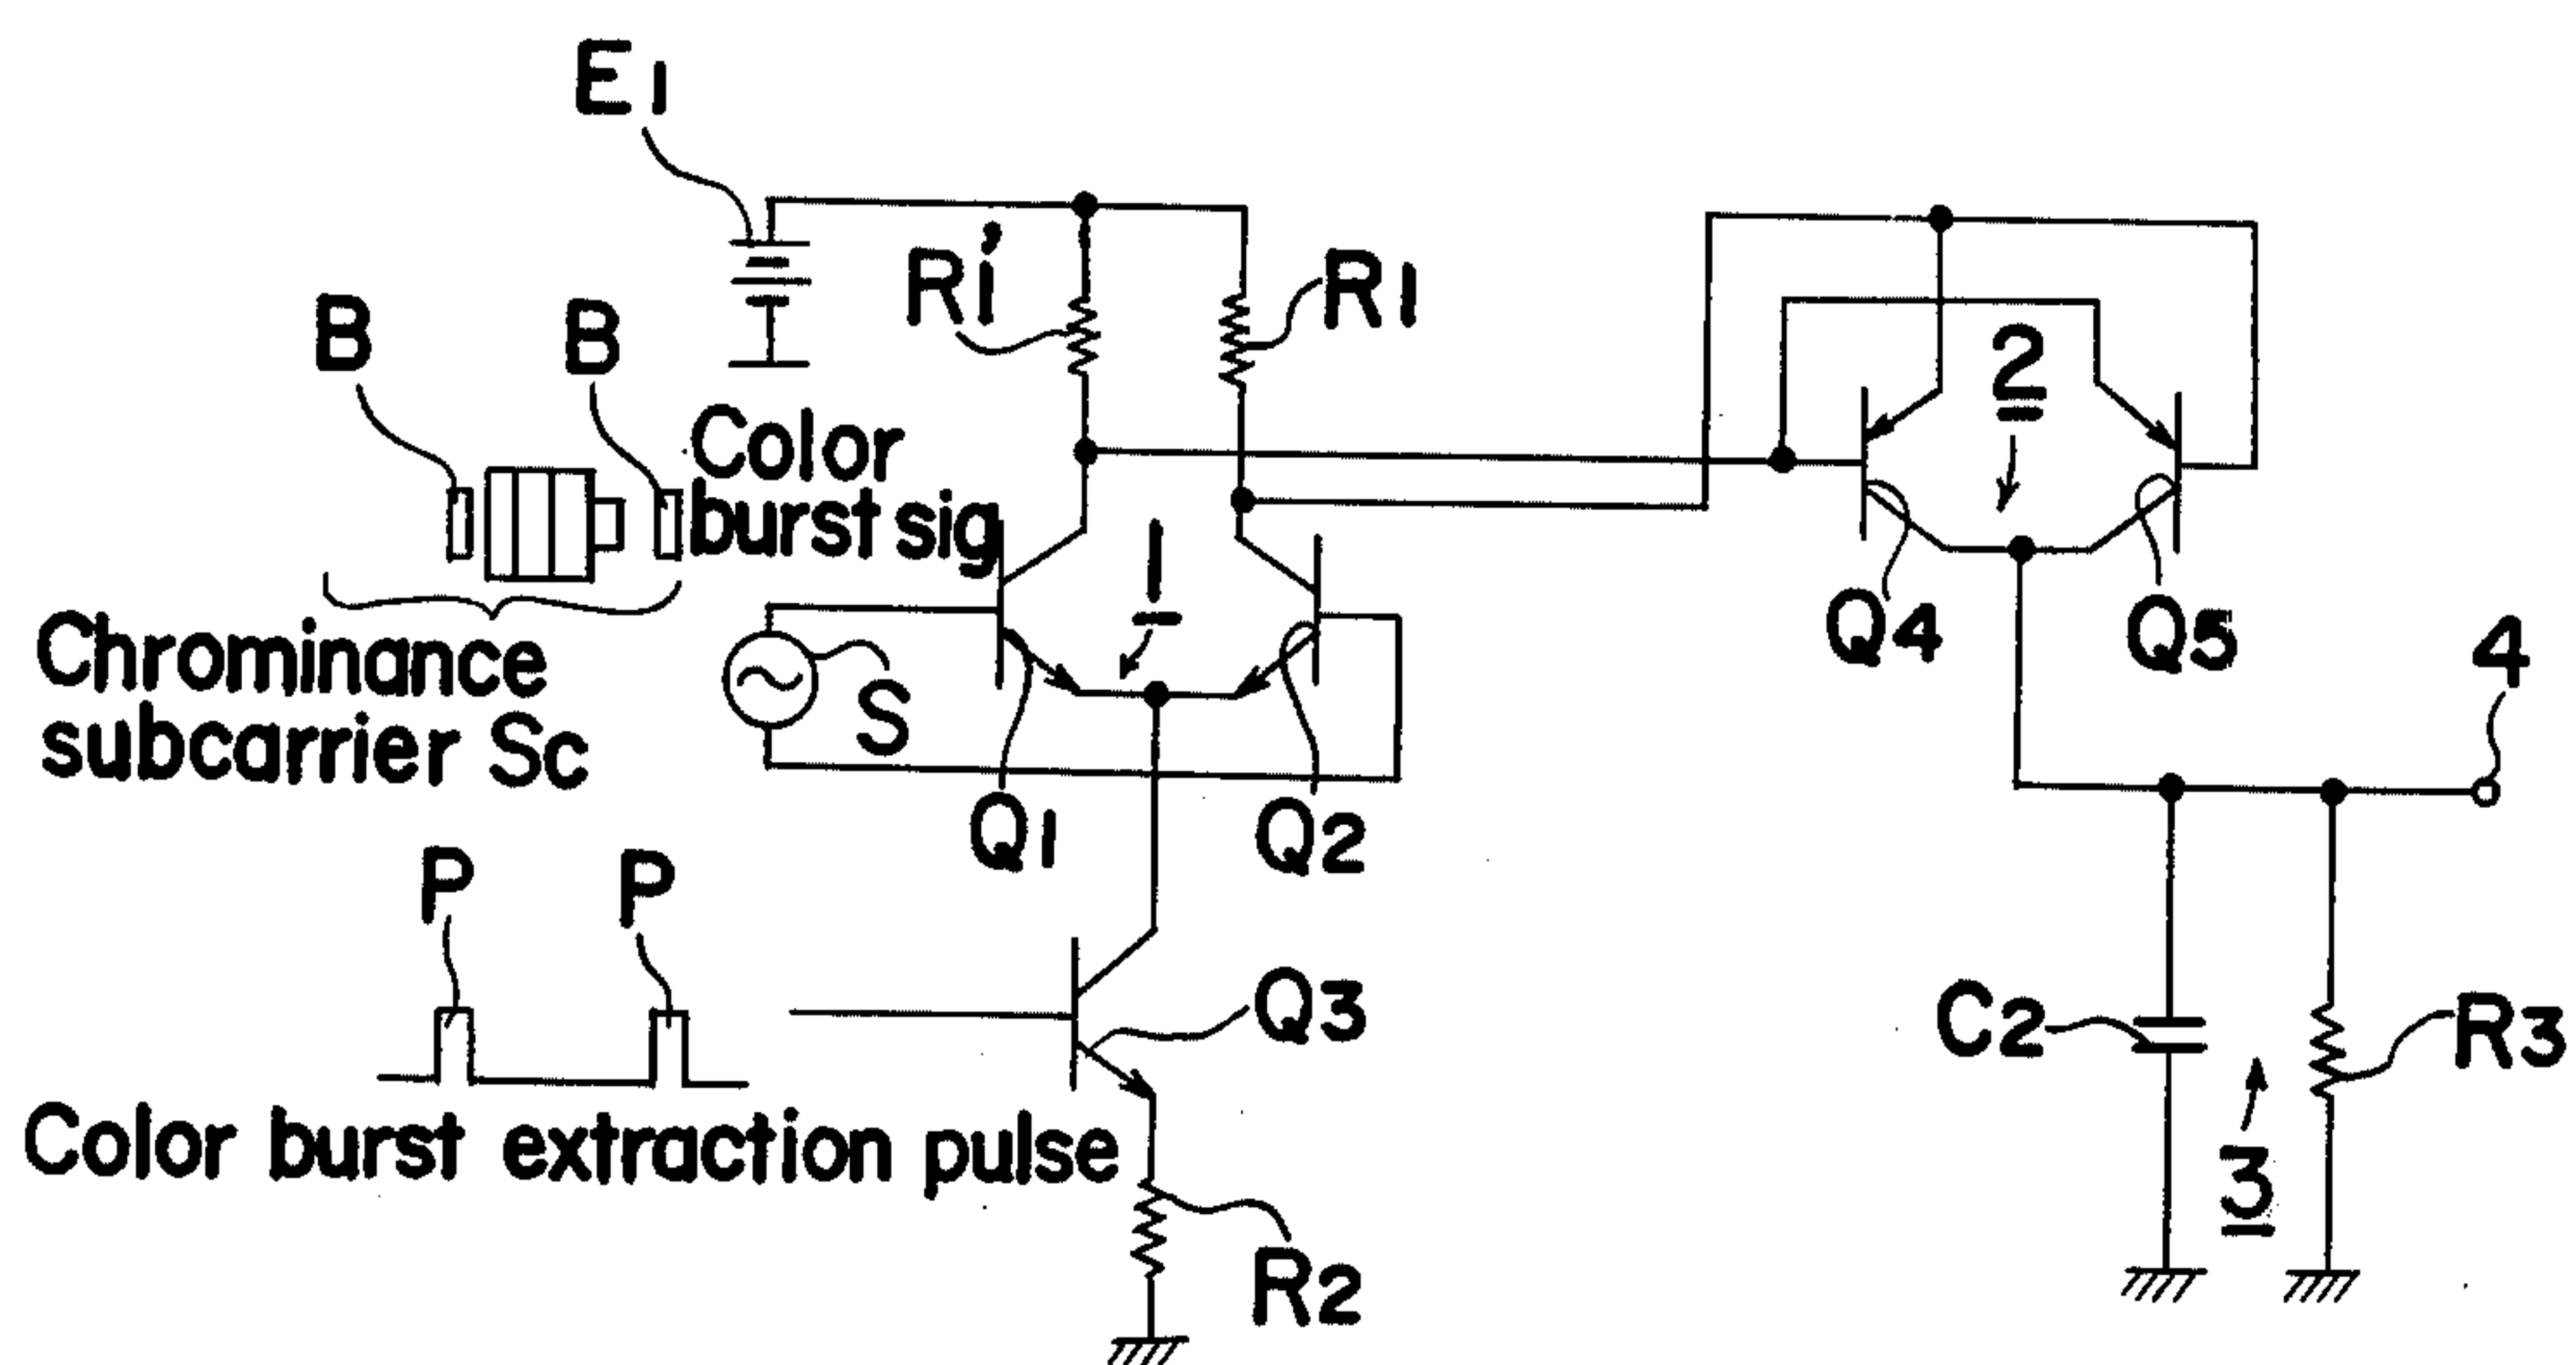 E1
R1'
R1
B
B
Color
burst sig
1
2
S
Chrominance
subcarrier Sc
Q1
Q2
Q4
Q5
4
P
P
Q3
C2
R3
3
Color burst extraction pulse
R2